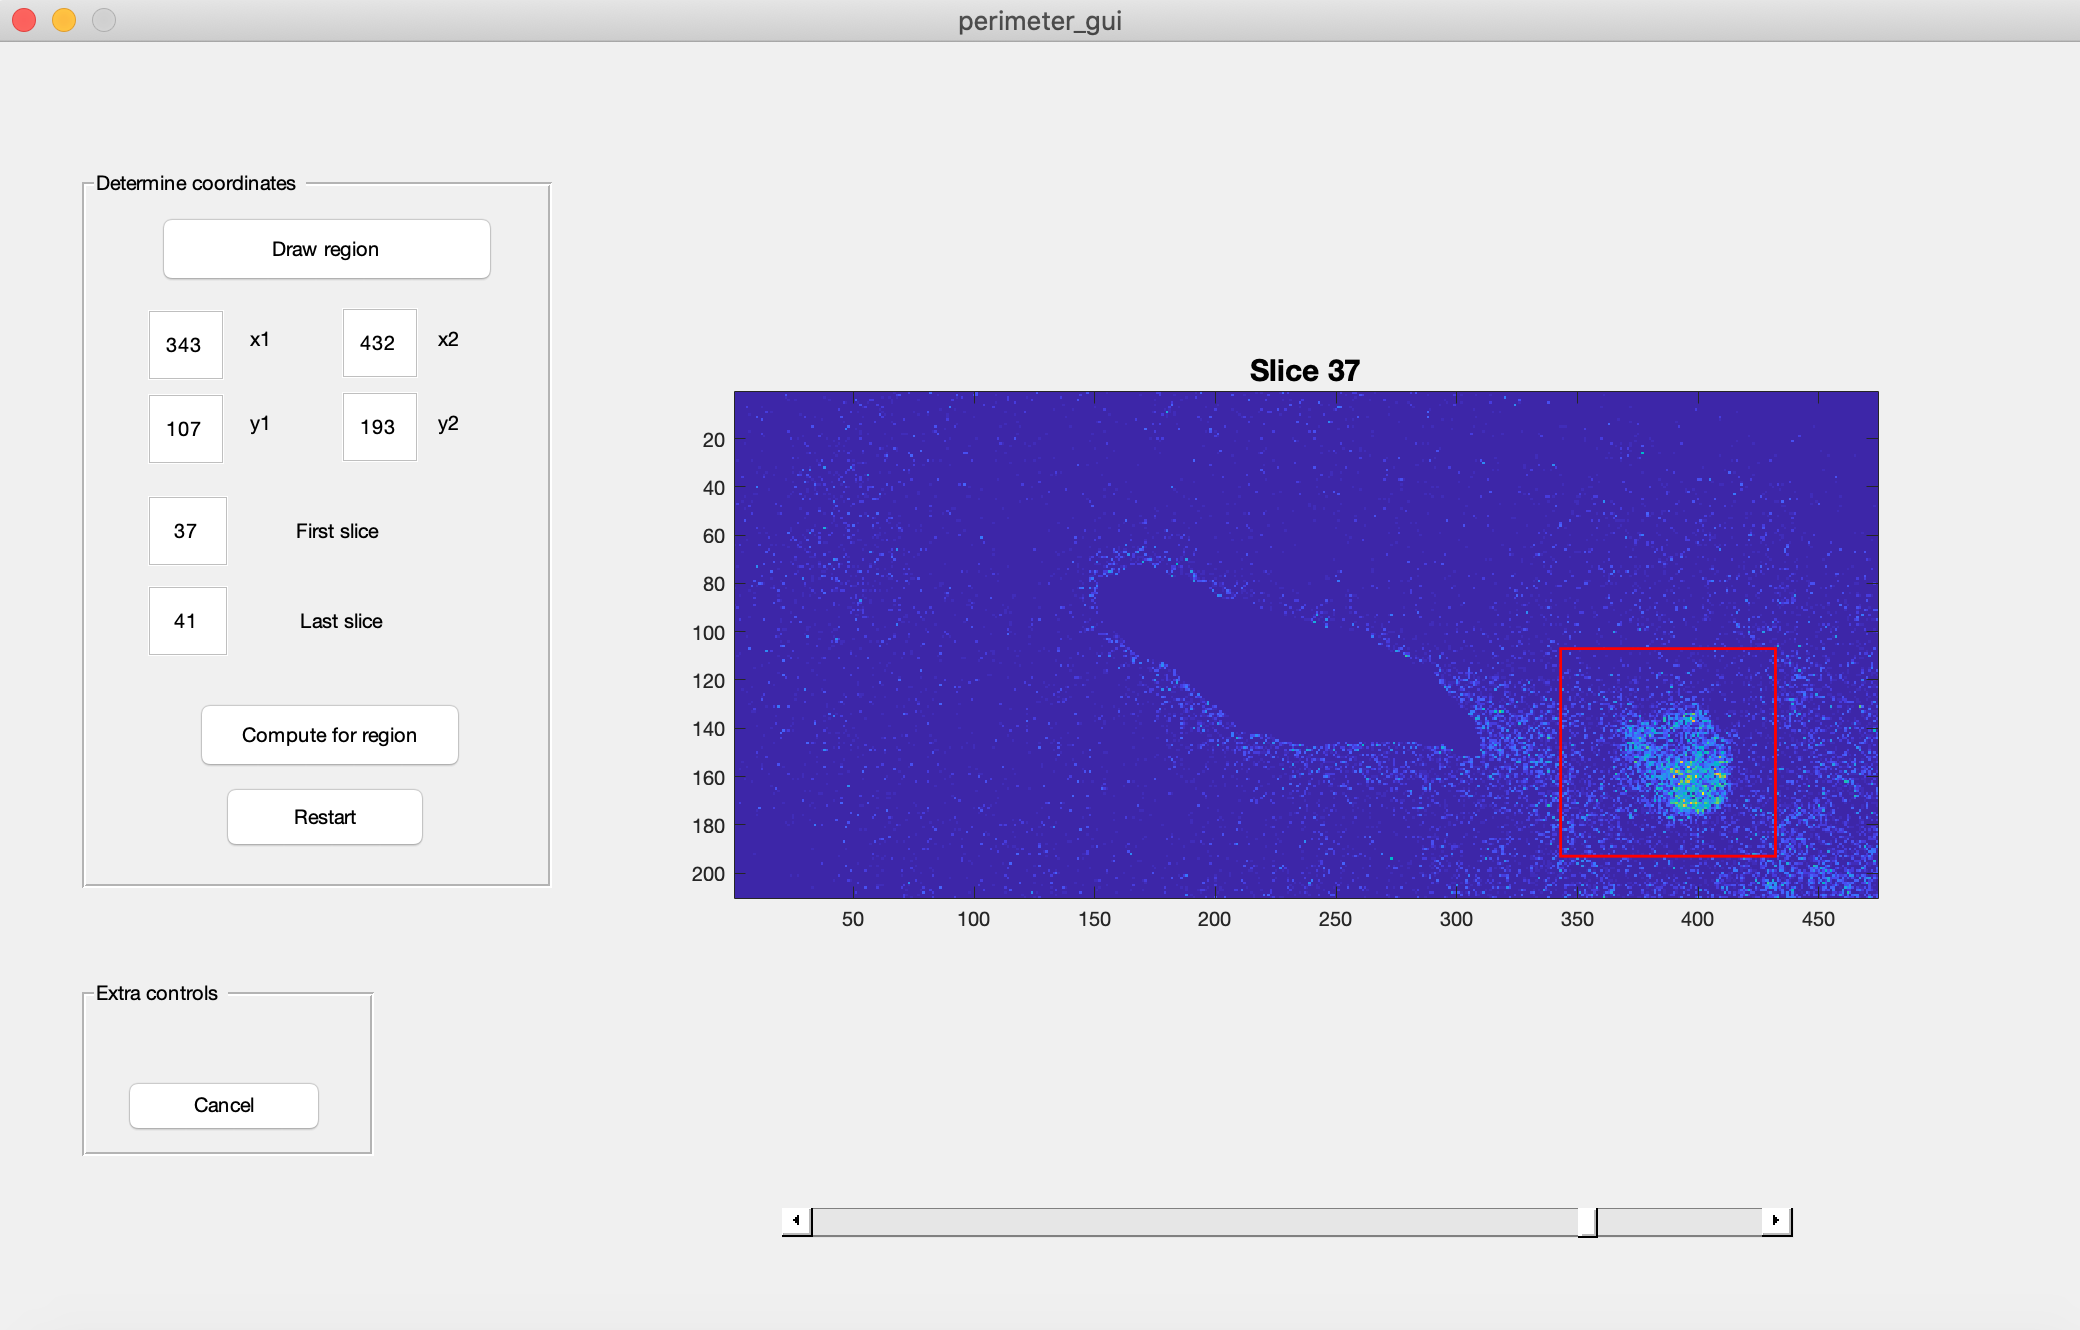 perimeter_gui
Determine coordinates
Draw region
343 x1 432 x2
107 y1 193 y2
37 First slice
41 Last slice
Compute for region
Restart
Extra controls
Cancel
Slice 37
20
40
60
80
100
120
140
160
180
200
50 100 150 200 250 300 350 400 450